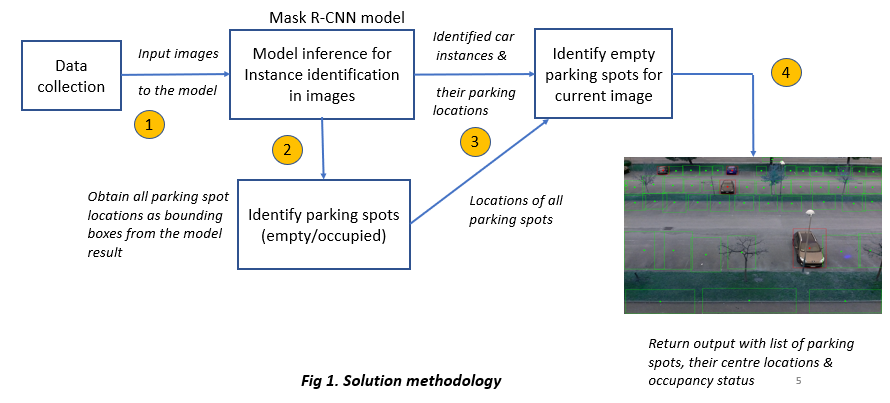 Mask R-CNN model
Data
collection
Input images
to the model
1
Model inference for
Instance identification
in images
Identified car
instances &
their parking
locations
3
Identify empty
parking spots for
current image
4
2
Obtain all parking spot
locations as bounding
boxes from the model
result
Identify parking spots
(empty/occupied)
Locations of all
parking spots
Return output with list of parking
spots, their centre locations &
occupancy status
5
Fig 1. Solution methodology